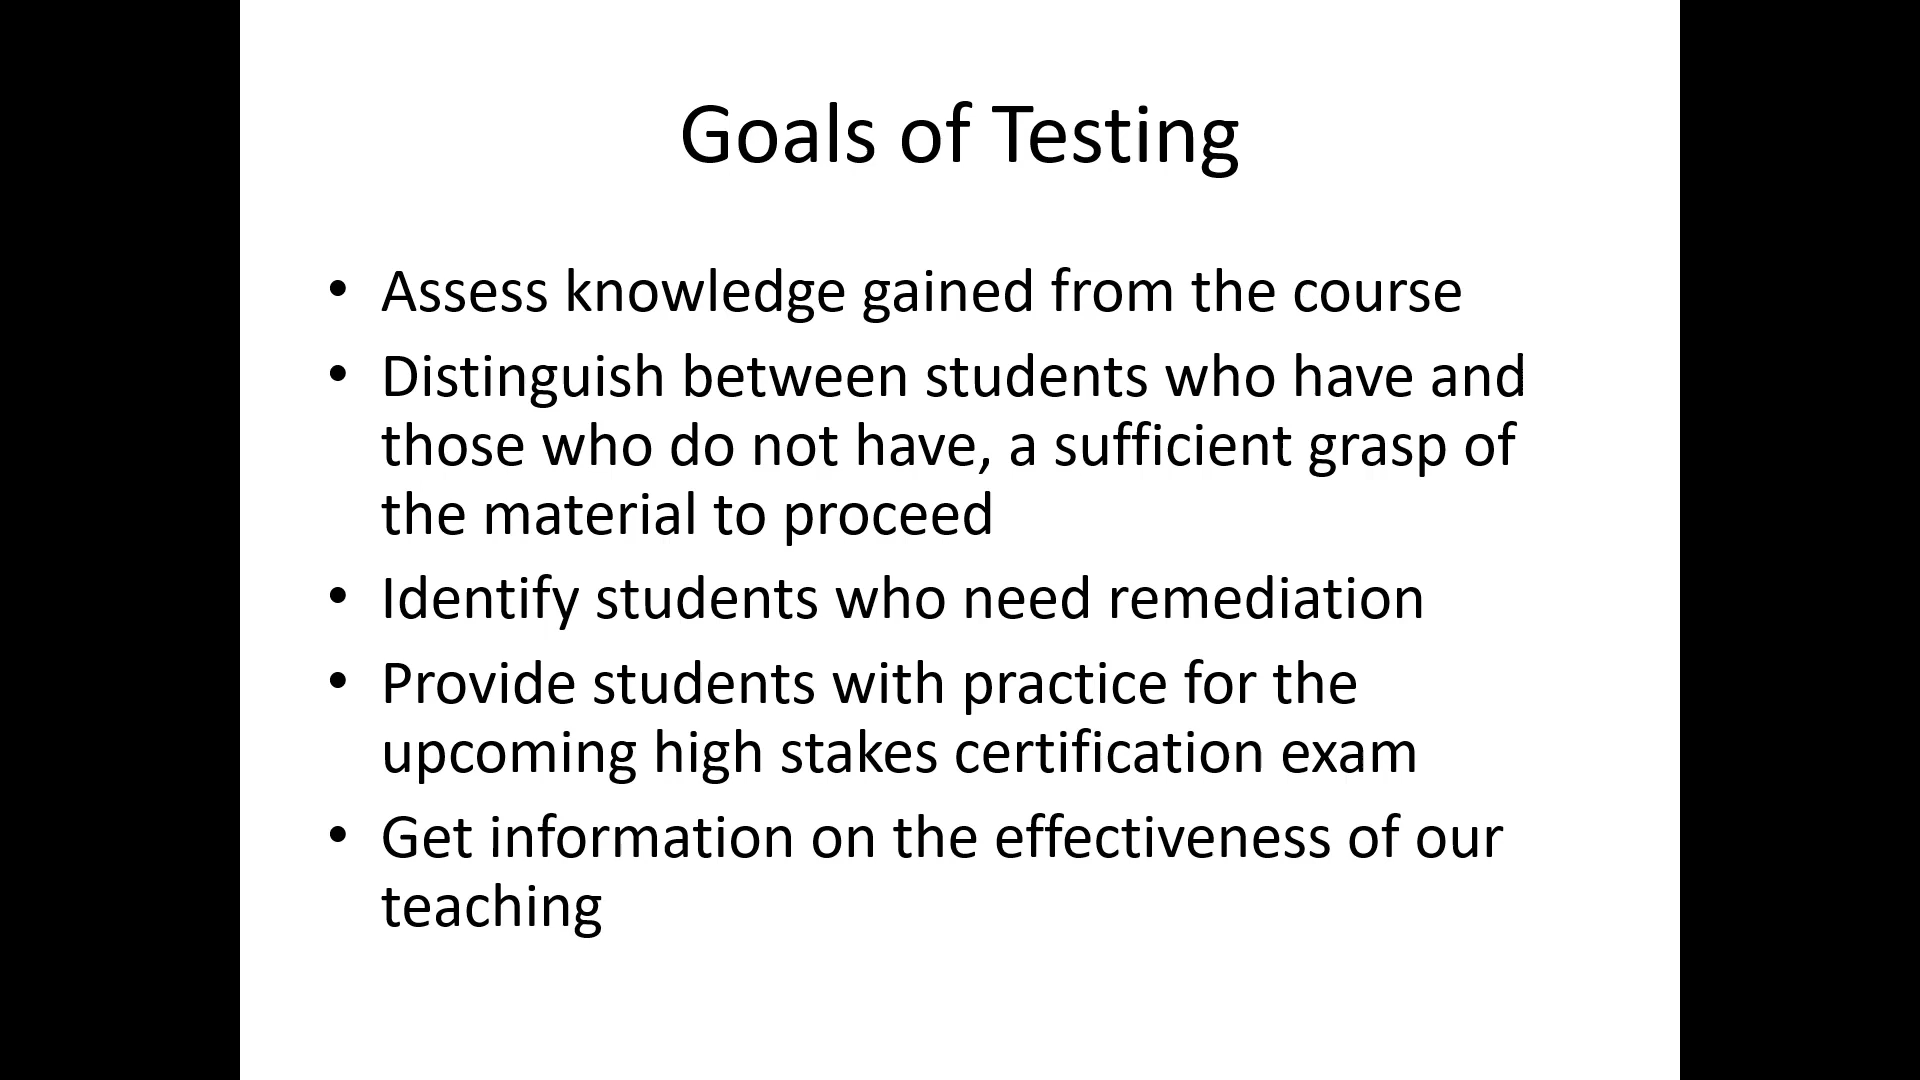 Goals of Testing
• Assess knowledge gained from the course
• Distinguish between students who have and
those who do not have, a sufficient grasp of
the material to proceed
• Identify students who need remediation
• Provide students with practice for the
upcoming high stakes certification exam
• Get information on the effectiveness of our
teaching